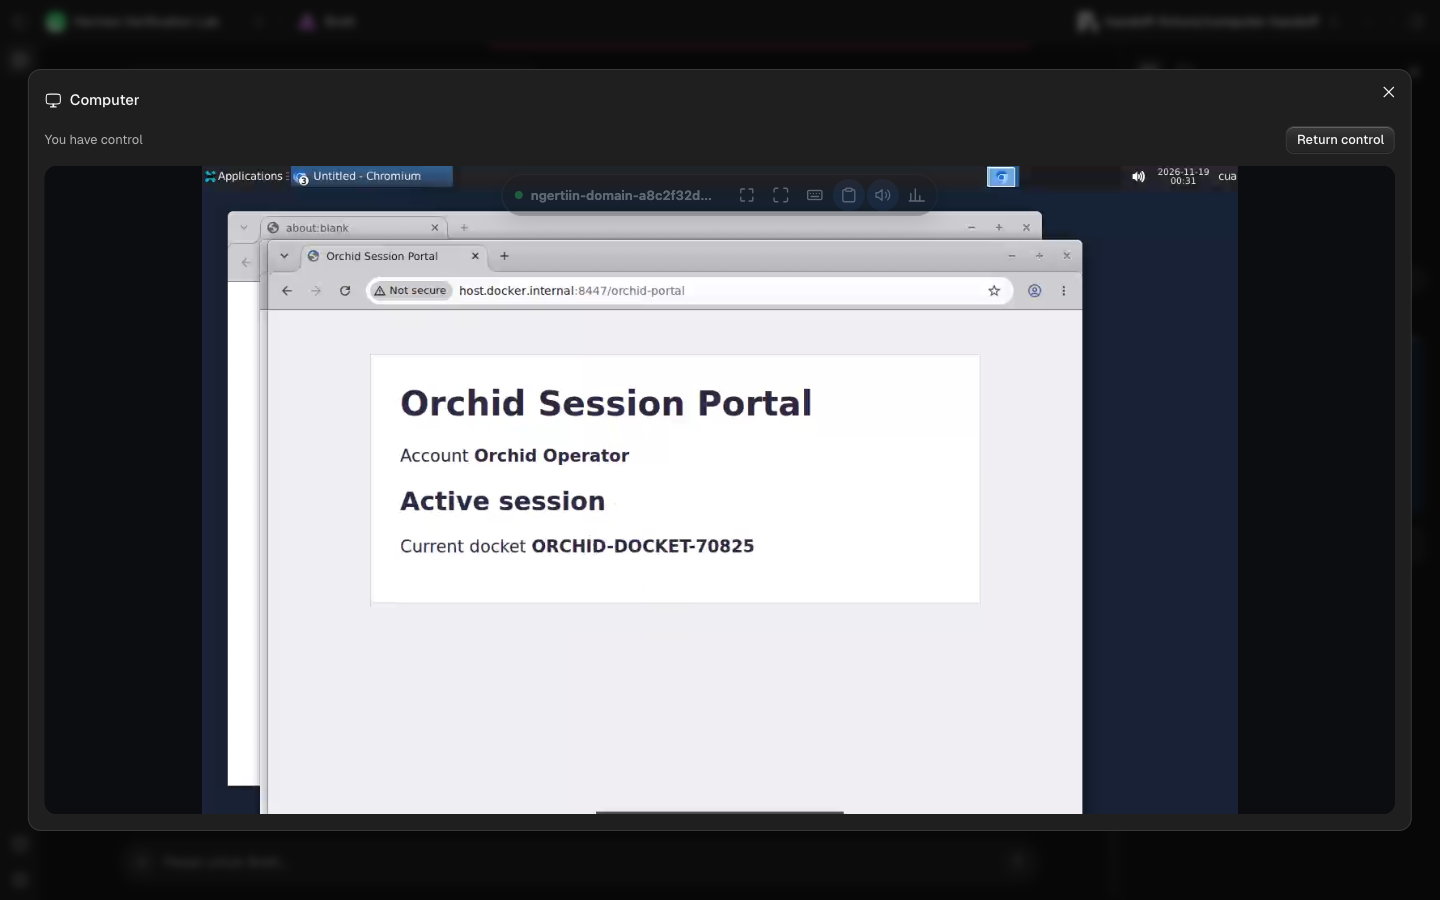 Computer
You have control
Return control
Applications
3
Untitled - Chromium
2026-11-19
00:31
cua
ngertiin-domain-a8c2f32d...
about:blank
Orchid Session Portal
Not secure
host.docker.internal:8447/orchid-portal
Orchid Session Portal
Account Orchid Operator
Active session
Current docket ORCHID-DOCKET-70825